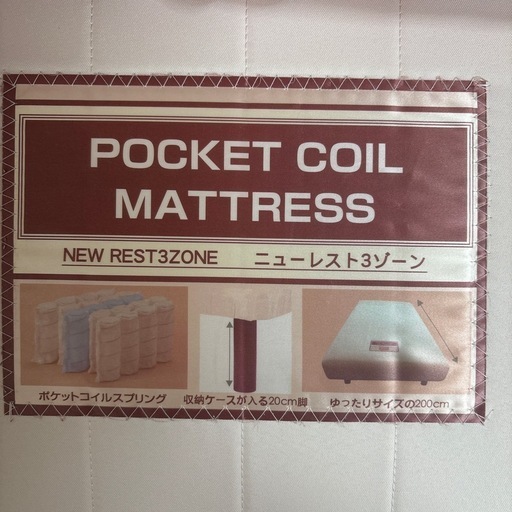 POCKET COIL
MATTRESS
NEW REST3ZONE ニューレスト3ゾーン
ポケットコイルスプリング 収納ケースが入る20cm脚 ゆったりサイズの200cm